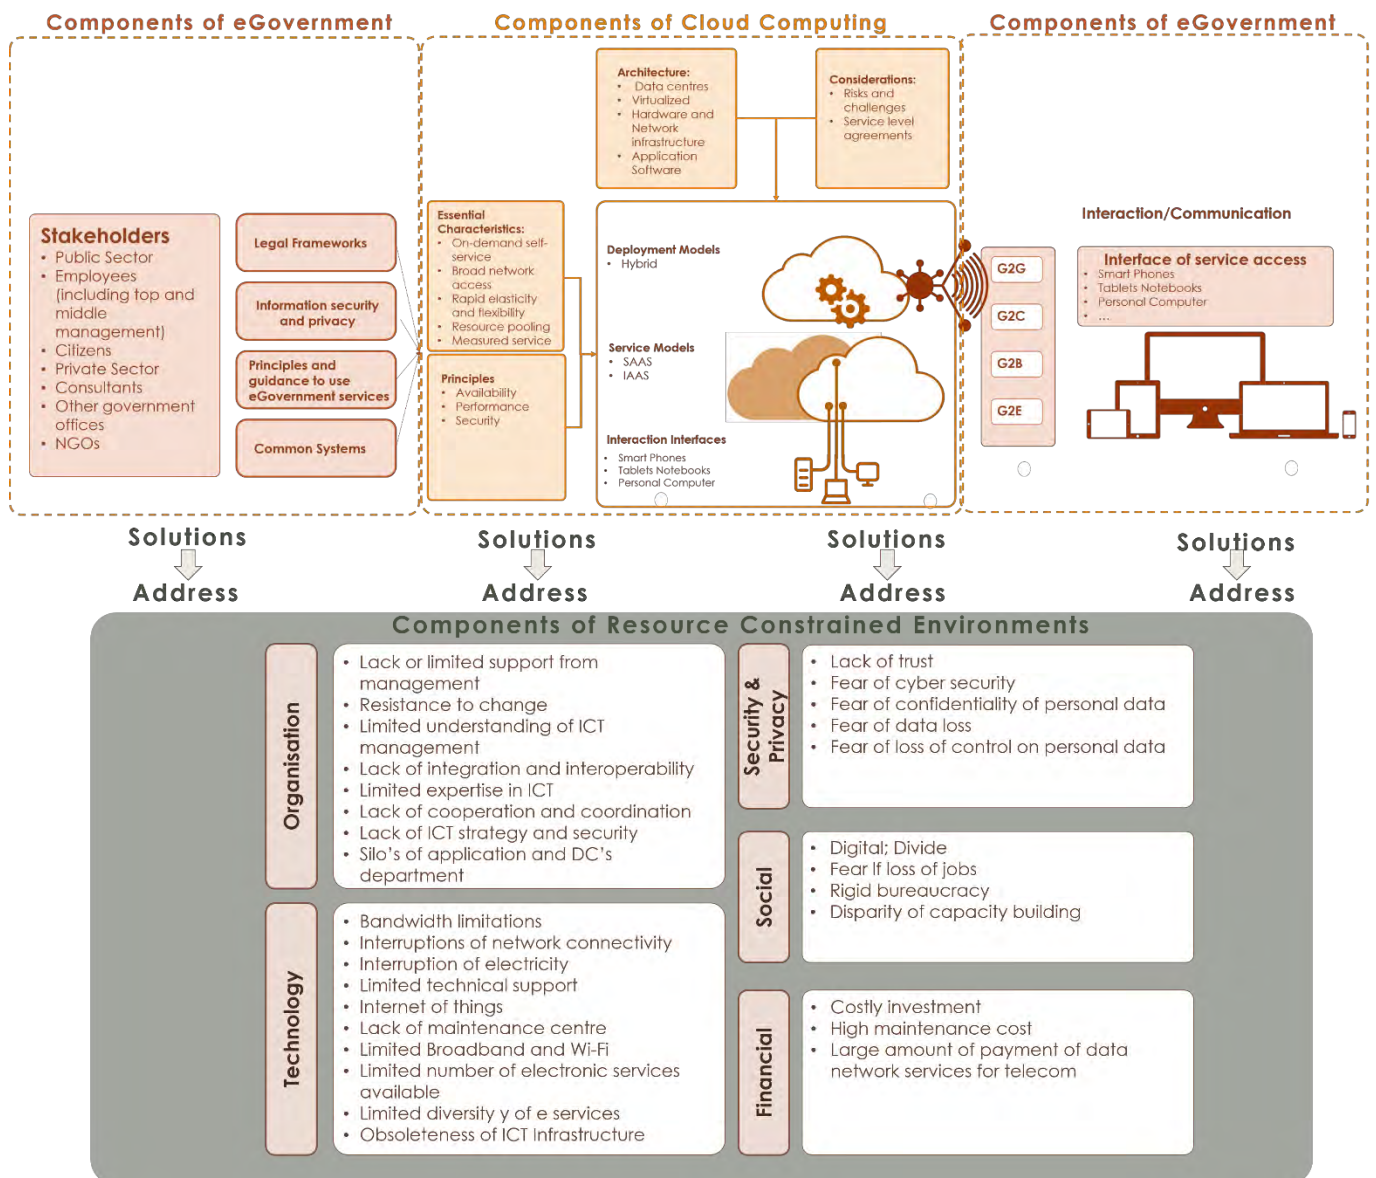 Components of eGovernment
Components of Cloud Computing
Components of eGovernment
Stakeholders
• Public Sector
• Employees
(including top and
middle
management)
• Citizens
• Private Sector
• Consultants
• Other government
offices
• NGOs
Legal Frameworks
Information security
and privacy
Principles and
guidance to use
eGovernment services
Common Systems
Architecture:
• Data centres
• Virtualized
• Hardware and
Network
infrastructure
• Application
Software
Considerations:
• Risks and
challenges
• Service level
agreements
Essential
Characteristics:
• On-demand self-
service
• Broad network
access
• Rapid elasticity
and flexibility
• Resource pooling
• Measured service
Principles
• Availability
• Performance
• Security
Deployment Models
• Hybrid
Service Models
• SAAS
• IAAS
Interaction Interfaces
• Smart Phones
• Tablets Notebooks
• Personal Computer
G2G
G2C
G2B
G2E
Interaction/Communication
Interface of service access
• Smart Phones
• Tablets Notebooks
• Personal Computer
• ...
Solutions
Address
Solutions
Address
Solutions
Address
Solutions
Address
Components of Resource Constrained Environments
Organisation
• Lack or limited support from
management
• Resistance to change
• Limited understanding of ICT
management
• Lack of integration and interoperability
• Limited expertise in ICT
• Lack of cooperation and coordination
• Lack of ICT strategy and security
• Silo's of application and DC's
department
Technology
• Bandwidth limitations
• Interruptions of network connectivity
• Interruption of electricity
• Limited technical support
• Internet of things
• Lack of maintenance centre
• Limited Broadband and Wi-Fi
• Limited number of electronic services
available
• Limited diversity y of e services
• Obsoleteness of ICT Infrastructure
Security &
Privacy
• Lack of trust
• Fear of cyber security
• Fear of confidentiality of personal data
• Fear of data loss
• Fear of loss of control on personal data
Social
• Digital; Divide
• Fear If loss of jobs
• Rigid bureaucracy
• Disparity of capacity building
Financial
• Costly investment
• High maintenance cost
• Large amount of payment of data
network services for telecom